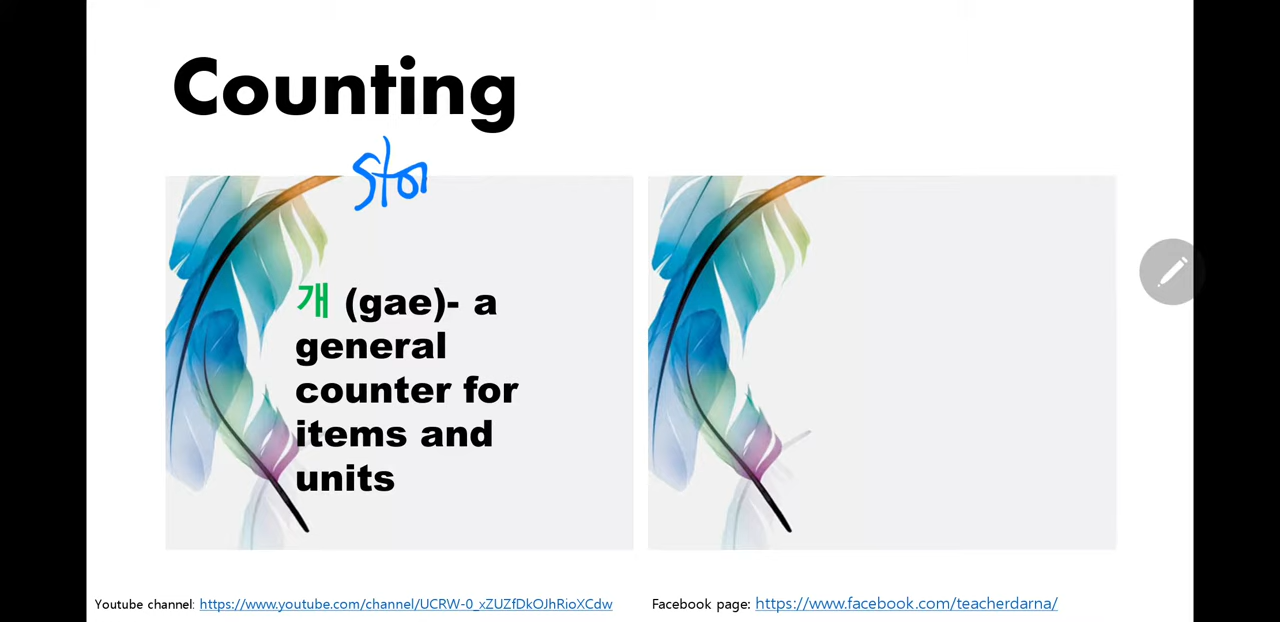 Counting
stor
개 (gae)- a
general
counter for
items and
units
Youtube channel: https://www.youtube.com/channel/UCRW-0_xZUZfDkOJhRioXCdw
Facebook page: https://www.facebook.com/teacherdarna/